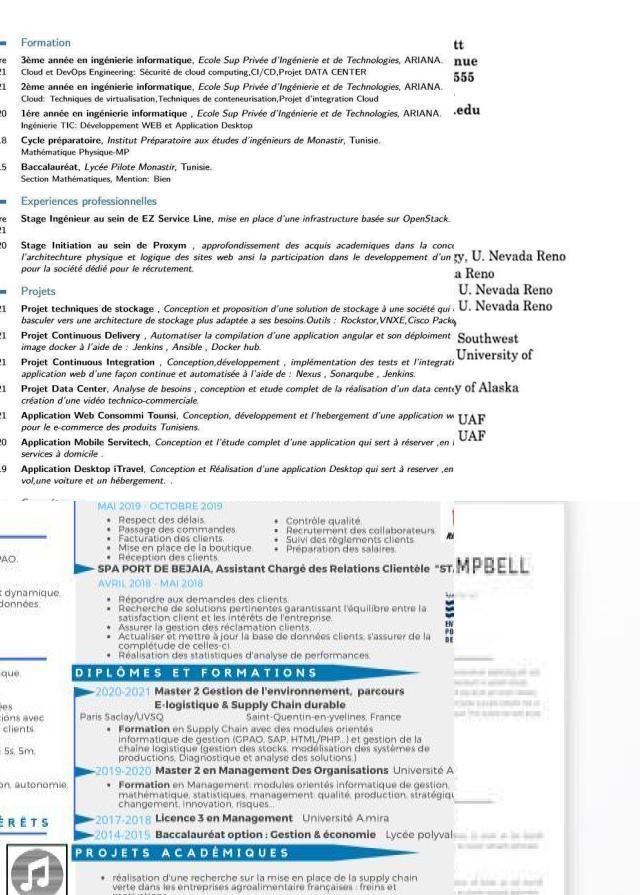 Formation
re 3ème année en ingénierie informatique, Ecole Sup Privée d'Ingénierie et de Technologies, ARIANA.
21 Cloud et DevOps Engineering: Sécurité de cloud computing,CI/CD,Projet DATA CENTER
21 2ème année en ingénierie informatique, Ecole Sup Privée d'Ingénierie et de Technologies, ARIANA.
Cloud: Techniques de virtualisation,Techniques de conteneurisation,Projet d'integration Cloud
20 1ére année en ingénierie informatique , Ecole Sup Privée d'Ingénierie et de Technologies, ARIANA.
Ingénierie TIC: Développement WEB et Application Desktop
18 Cycle préparatoire, Institut Préparatoire aux études d'ingénieurs de Monastir, Tunisie.
Mathématique Physique-MP
15 Baccalauréat, Lycée Pilote Monastir, Tunisie.
Section Mathématiques, Mention: Bien
Experiences professionnelles
re Stage Ingénieur au sein de EZ Service Line, mise en place d'une infrastructure basée sur OpenStack.
21
20 Stage Initiation au sein de Proxym , approfondissement des acquis academiques dans la conce
l'architechture physique et logique des sites web ansi la participation dans le developement d'un
pour la société dédié pour le récrutement.
Projets
21 Projet techniques de stockage , Conception et proposition d'une solution de stockage à une société qui
basculer vers une architecture de stockage plus adaptée a ses besoins.Outils : Rockstor,VNXE,Cisco Pack
21 Projet Continuous Delivery , Automatiser la compilation d'une application angular et son déploiment
image docker à l'aide de : Jenkins , Ansible , Docker hub.
21 Projet Continuous Integration , Conception,développement , implémentation des tests et l'integrati
application web d'une façon continue et automatisée à l'aide de : Nexus , Sonarqube , Jenkins.
21 Projet Data Center, Analyse de besoins , conception et etude complet de la réalisation d'un data cent
création d'une vidéo technico-commerciale.
21 Application Web Consommi Tounsi, Conception, développement et l'hebergement d'une application w
pour le e-commerce des produits Tunisiens.
20 Application Mobile Servitech, Conception et l'étude complet d'une application qui sert à réserver ,en
services à domicile .
19 Application Desktop iTravel, Conception et Réalisation d'une application Desktop qui sert à reserver ,en
vol,une voiture et un hébergement. .
tt
nue
555
.edu
gy, U. Nevada Reno
a Reno
U. Nevada Reno
U. Nevada Reno
Southwest
University of
y of Alaska
UAF
UAF
PAO.
t dynamique,
données.
que.
ées
ions avec
clients.
5s, 5m,
on, autonomie,
ÉRÊTS
MAI 2019 - OCTOBRE 2019
• Respect des délais.
• Passage des commandes.
• Facturation des clients.
• Mise en place de la boutique.
• Réception des clients.
• Contrôle qualité.
• Recrutement des collaborateurs.
• Suivi des règlements clients.
• Préparation des salaires.
SPA PORT DE BEJAIA, Assistant Chargé des Relations Clientèle "ST.
AVRIL 2018 - MAI 2018
• Répondre aux demandes des clients.
• Recherche de solutions pertinentes garantissant l'équilibre entre la
satisfaction client et les intérêts de l'entreprise.
• Assurer la gestion des réclamation clients.
• Actualiser et mettre à jour la base de données clients, s'assurer de la
complétude de celles-ci.
• Réalisation des statistiques d'analyse de performances.
DIPLÔMES ET FORMATIONS
2020-2021 Master 2 Gestion de l'environnement, parcours
E-logistique & Supply Chain durable
Paris Saclay/UVSQ Saint-Quentin-en-yvelines, France
• Formation en Supply Chain avec des modules orientés
informatique de gestion (GPAO, SAP, HTML/PHP...) et gestion de la
chaîne logistique (gestion des stocks, modélisation des systèmes de
productions, Diagnostique et analyse des solutions.)
2019-2020 Master 2 en Management Des Organisations Université A
• Formation en Management: modules orientés informatique de gestion,
mathématique, statistiques, management: qualité, production, stratégiqu
changement, innovation, risques...
2017-2018 Licence 3 en Management Université A.mira
2014-2015 Baccalauréat option : Gestion & économie Lycée polyval
PROJETS ACADÉMIQUES
• réalisation d'une recherche sur la mise en place de la supply chain
verte dans les entreprises agroalimentaire françaises : freins et
MPBELL